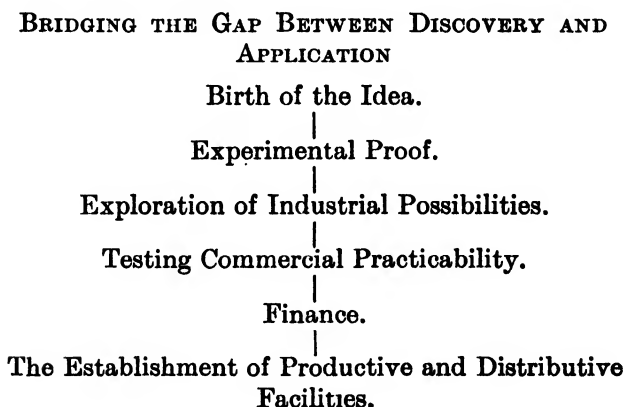 BRIDGING THE GAP BETWEEN DISCOVERY AND
APPLICATION
Birth of the Idea.
Experimental Proof.
Exploration of Industrial Possibilities.
Testing Commercial Practicability.
Finance.
The Establishment of Productive and Distributive
Facilities.